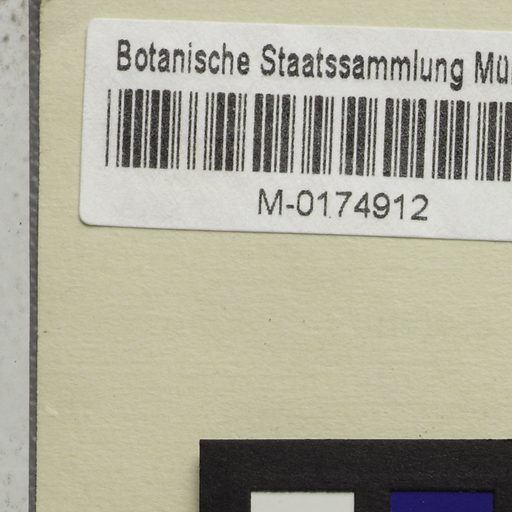 Botanische Staatssammlung Mü
M-0174912